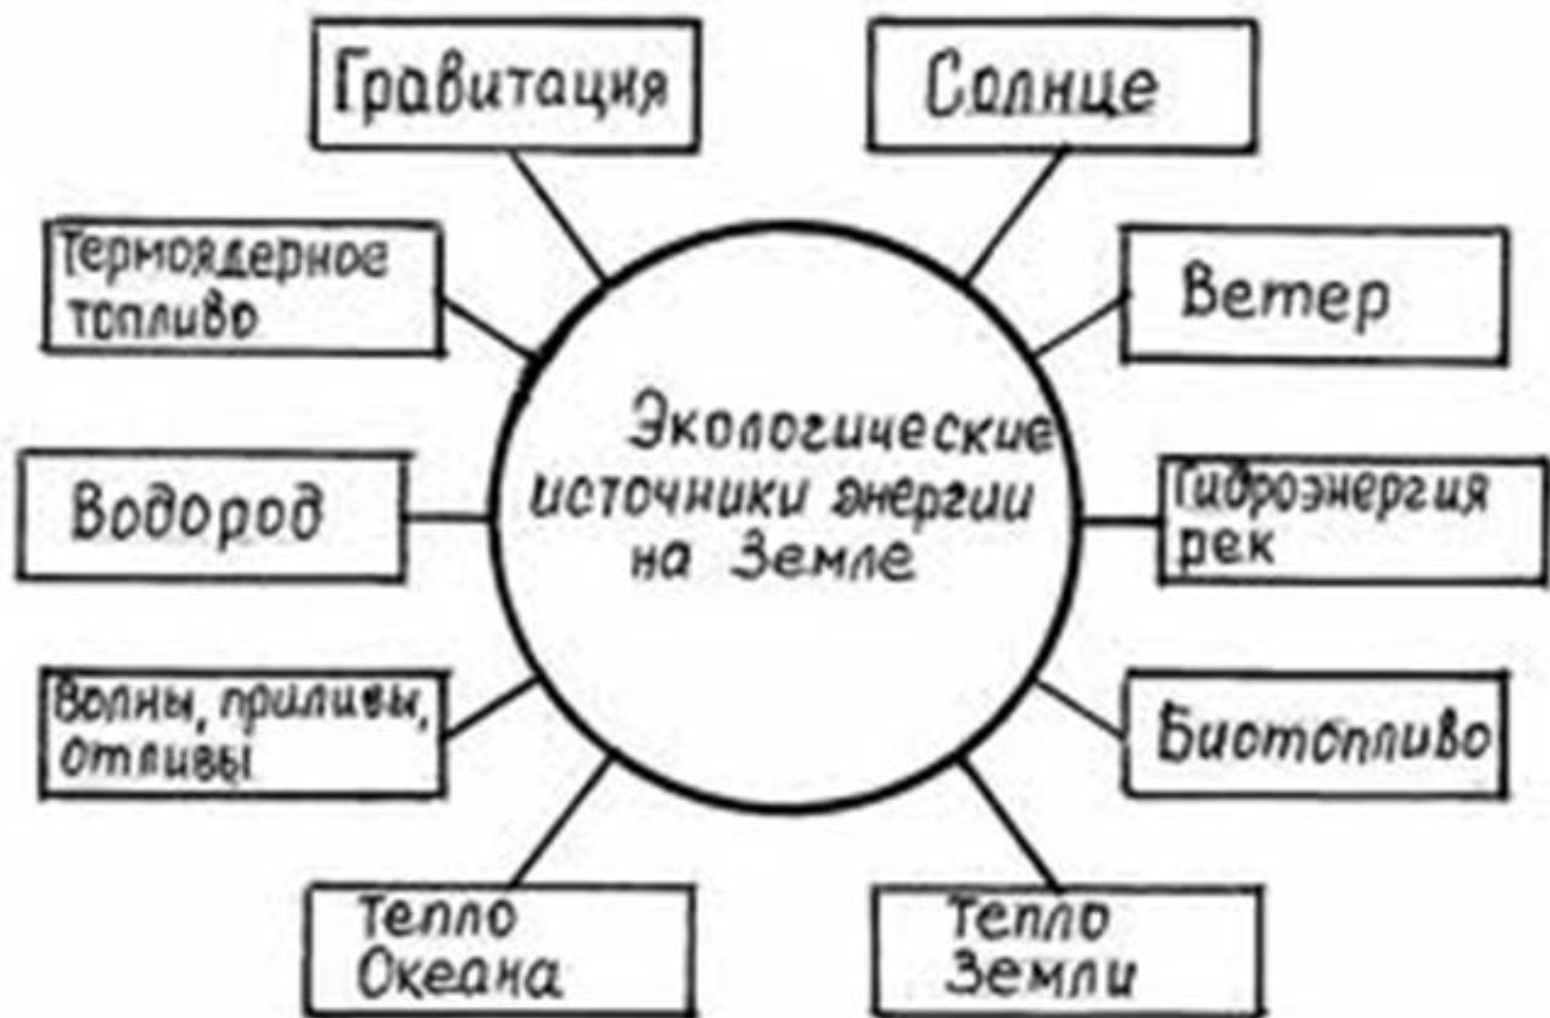 Гравитация
Солнце
Термоядерное
топливо
Ветер
Экологические
источники энергии
на Земле
Водород
Гидроэнергия
рек
Волны, приливы,
отливы
Биотопливо
Тепло
Океана
Тепло
Земли